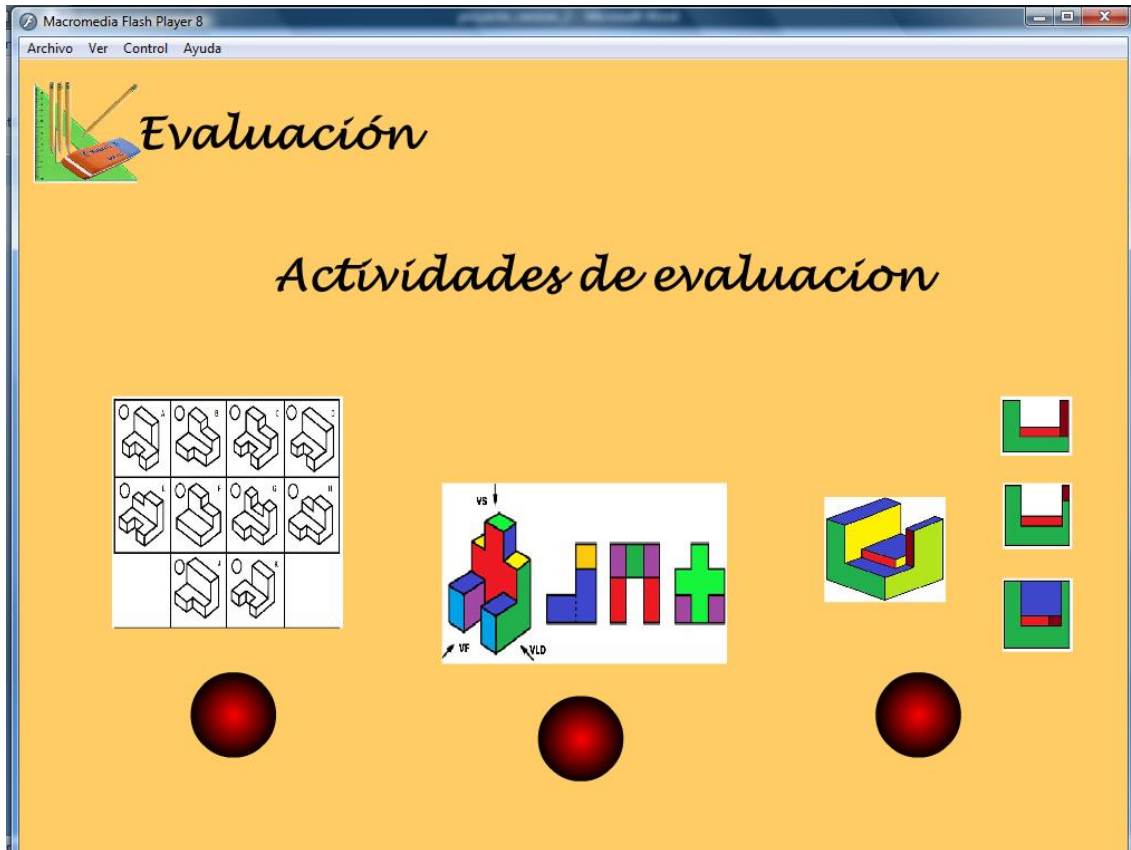 Macromedia Flash Player 8
Archivo Ver Control Ayuda
Evaluación
Actividades de evaluacion
A B C D
E F G H
J K
VS
VF VLD